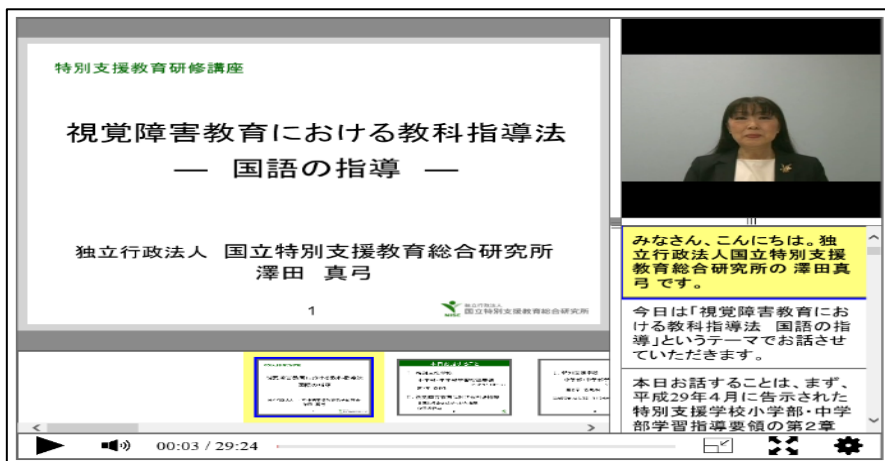 特別支援教育研修講座
視覚障害教育における教科指導法
― 国語の指導 ―
独立行政法人 国立特別支援教育総合研究所
澤田 真弓
1
独立行政法人
国立特別支援教育総合研究所
みなさん、こんにちは。独
立行政法人国立特別支援
教育総合研究所の 澤田真
弓 です。
今日は「視覚障害教育にお
ける教科指導法 国語の指
導」というテーマでお話させ
ていただきます。
本日お話することは、まず、
平成29年4月に告示された
特別支援学校小学部・中学
部学習指導要領の第2章
00:03 / 29:24